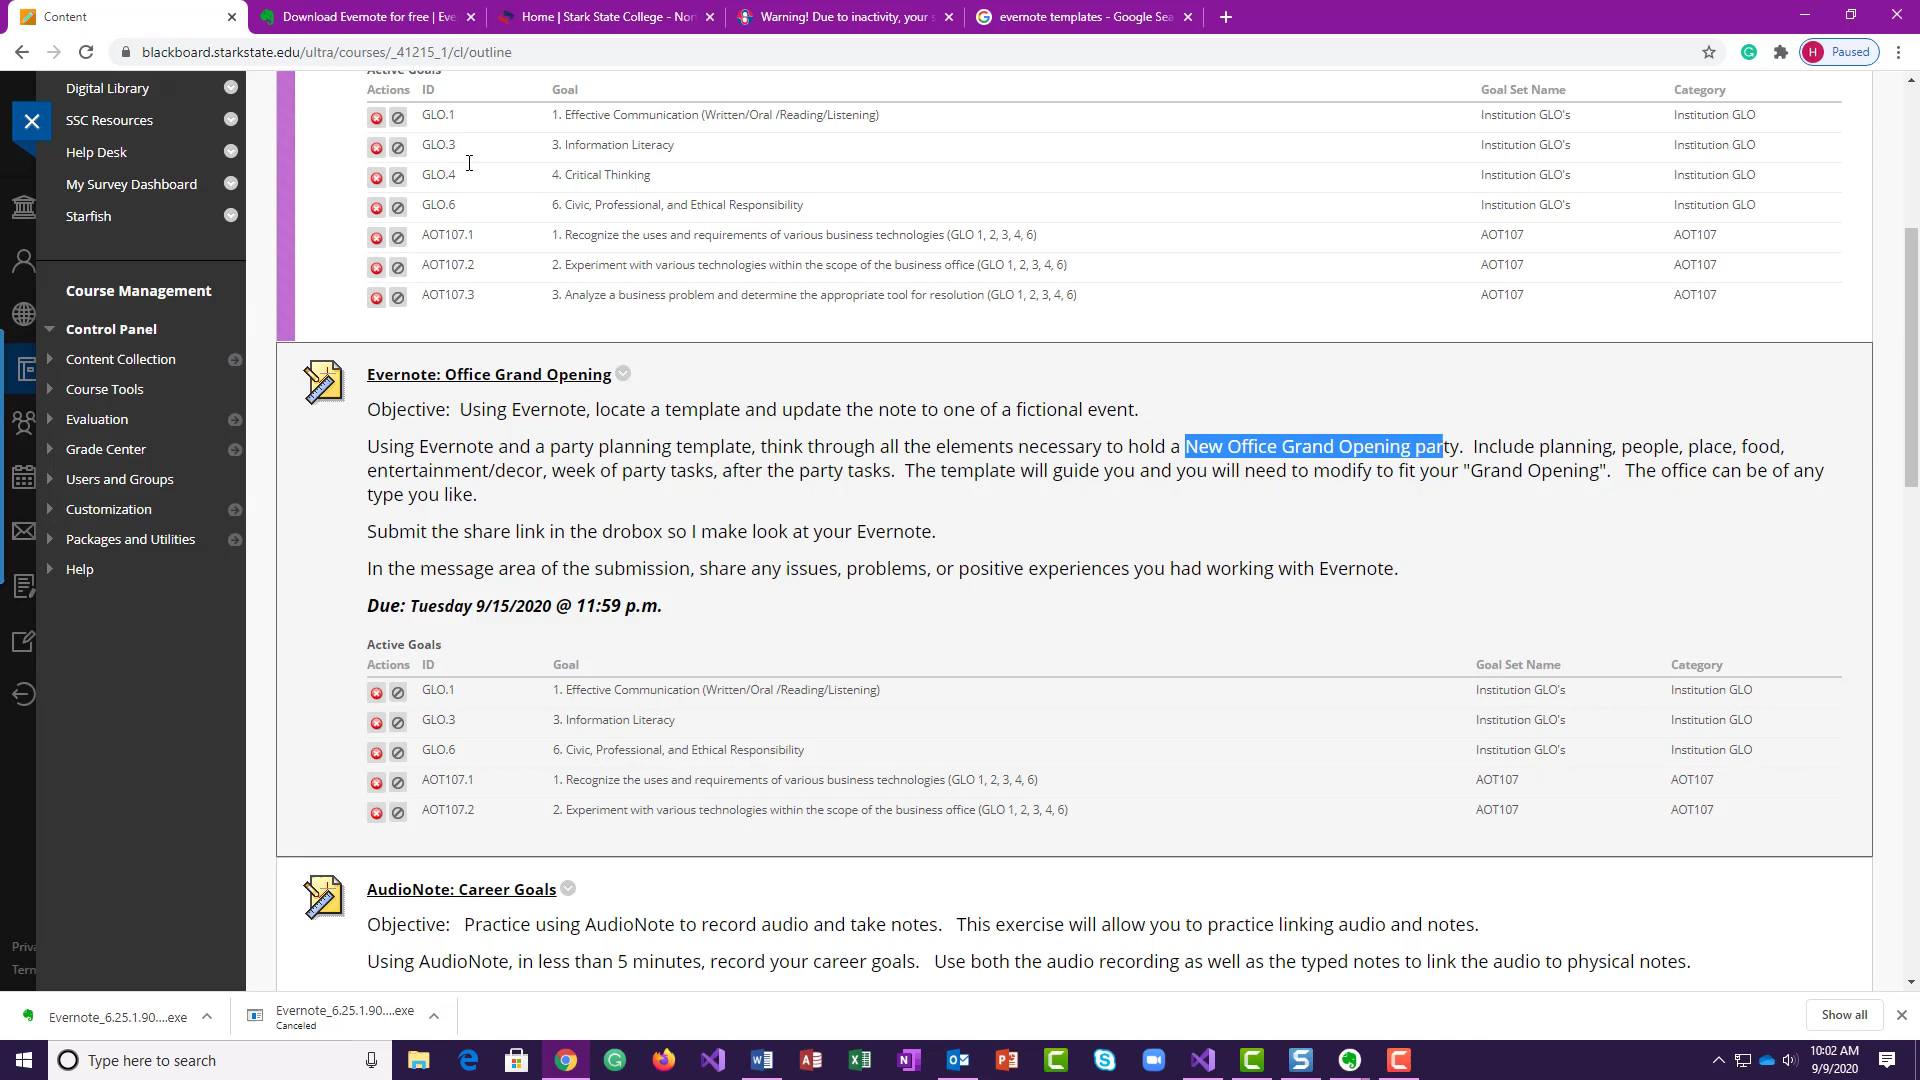 Content
Download Evernote for free | Eve
Home | Stark State College - Nor
Warning! Due to inactivity, your s
evernote templates - Google Sea
blackboard.starkstate.edu/ultra/courses/_41215_1/cl/outline
H Paused
Digital Library
SSC Resources
Help Desk
My Survey Dashboard
Starfish
Course Management
Control Panel
Content Collection
Course Tools
Evaluation
Grade Center
Users and Groups
Customization
Packages and Utilities
Help
Priva
Term
Active Goals
Actions ID Goal Goal Set Name Category
GLO.1 1. Effective Communication (Written/Oral /Reading/Listening) Institution GLO's Institution GLO
GLO.3 3. Information Literacy Institution GLO's Institution GLO
GLO.4 4. Critical Thinking Institution GLO's Institution GLO
GLO.6 6. Civic, Professional, and Ethical Responsibility Institution GLO's Institution GLO
AOT107.1 1. Recognize the uses and requirements of various business technologies (GLO 1, 2, 3, 4, 6) AOT107 AOT107
AOT107.2 2. Experiment with various technologies within the scope of the business office (GLO 1, 2, 3, 4, 6) AOT107 AOT107
AOT107.3 3. Analyze a business problem and determine the appropriate tool for resolution (GLO 1, 2, 3, 4, 6) AOT107 AOT107
Evernote: Office Grand Opening
Objective: Using Evernote, locate a template and update the note to one of a fictional event.
Using Evernote and a party planning template, think through all the elements necessary to hold a New Office Grand Opening party. Include planning, people, place, food,
entertainment/decor, week of party tasks, after the party tasks. The template will guide you and you will need to modify to fit your "Grand Opening". The office can be of any
type you like.
Submit the share link in the drobox so I make look at your Evernote.
In the message area of the submission, share any issues, problems, or positive experiences you had working with Evernote.
Due: Tuesday 9/15/2020 @ 11:59 p.m.
Active Goals
Actions ID Goal Goal Set Name Category
GLO.1 1. Effective Communication (Written/Oral /Reading/Listening) Institution GLO's Institution GLO
GLO.3 3. Information Literacy Institution GLO's Institution GLO
GLO.6 6. Civic, Professional, and Ethical Responsibility Institution GLO's Institution GLO
AOT107.1 1. Recognize the uses and requirements of various business technologies (GLO 1, 2, 3, 4, 6) AOT107 AOT107
AOT107.2 2. Experiment with various technologies within the scope of the business office (GLO 1, 2, 3, 4, 6) AOT107 AOT107
AudioNote: Career Goals
Objective: Practice using AudioNote to record audio and take notes. This exercise will allow you to practice linking audio and notes.
Using AudioNote, in less than 5 minutes, record your career goals. Use both the audio recording as well as the typed notes to link the audio to physical notes.
Evernote_6.25.1.90....exe
Evernote_6.25.1.90....exe
Canceled
Show all
Type here to search
10:02 AM
9/9/2020